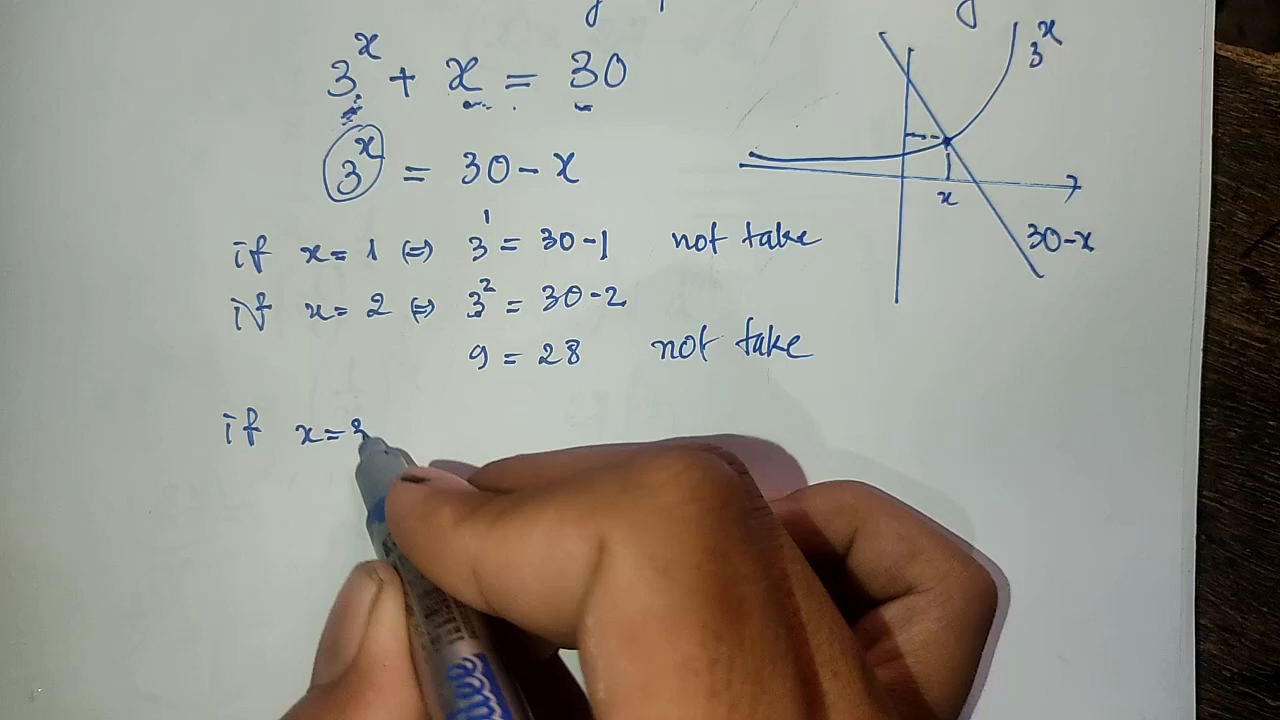 3^x + x = 30
3^x = 30 - x
if x = 1 ⇔ 3^1 = 30 - 1 not take
if x = 2 ⇔ 3^2 = 30 - 2
9 = 28 not take
if x =
3^x
x
30-x